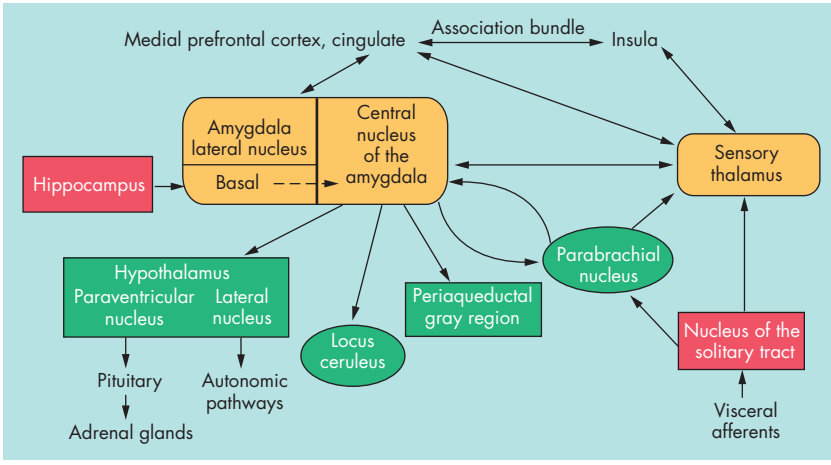 Medial prefrontal cortex, cingulate
Association bundle
Insula
Amygdala
lateral nucleus
Basal
Central
nucleus
of the
amygdala
Sensory
thalamus
Hippocampus
Hypothalamus
Paraventricular
nucleus
Lateral
nucleus
Periaqueductal
gray region
Parabrachial
nucleus
Locus
ceruleus
Nucleus of the
solitary tract
Pituitary
Autonomic
pathways
Adrenal glands
Visceral
afferents